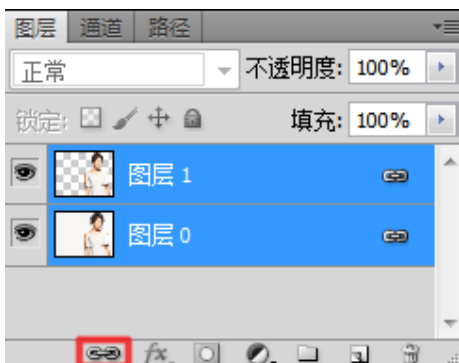 图层 通道 路径
正常 不透明度: 100%
锁定: 填充: 100%
图层 1
图层 0
fx.